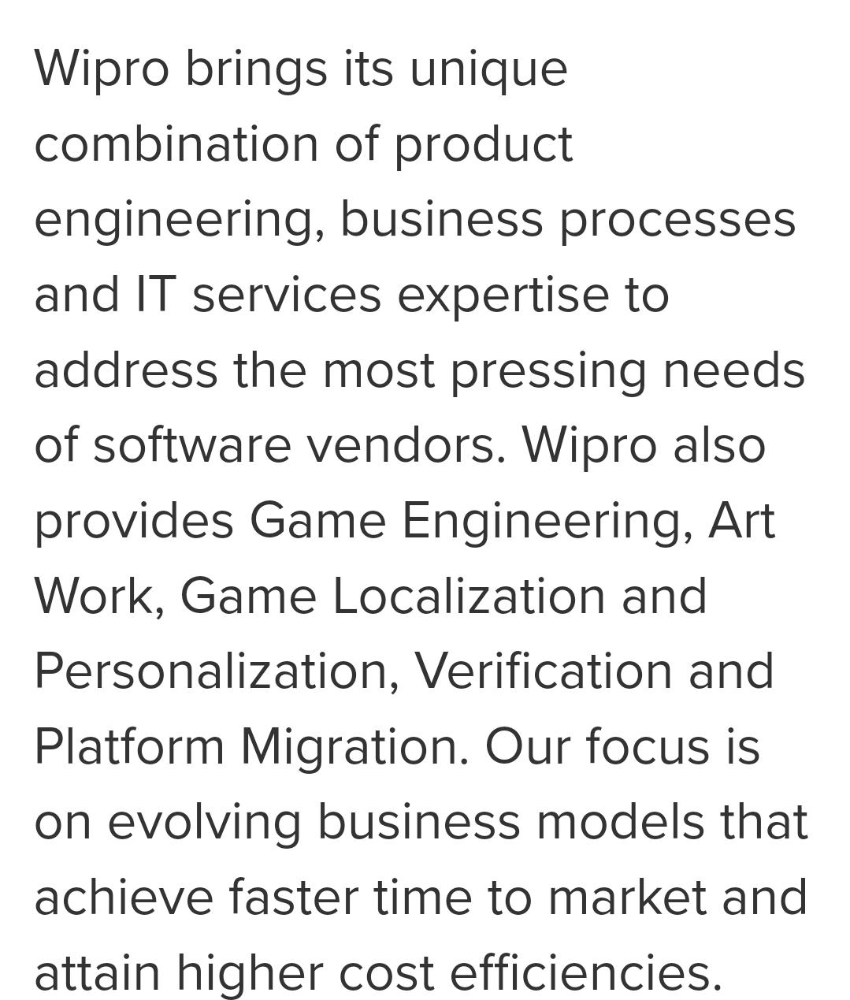 Wipro brings its unique
combination of product
engineering, business processes
and IT services expertise to
address the most pressing needs
of software vendors. Wipro also
provides Game Engineering, Art
Work, Game Localization and
Personalization, Verification and
Platform Migration. Our focus is
on evolving business models that
achieve faster time to market and
attain higher cost efficiencies.